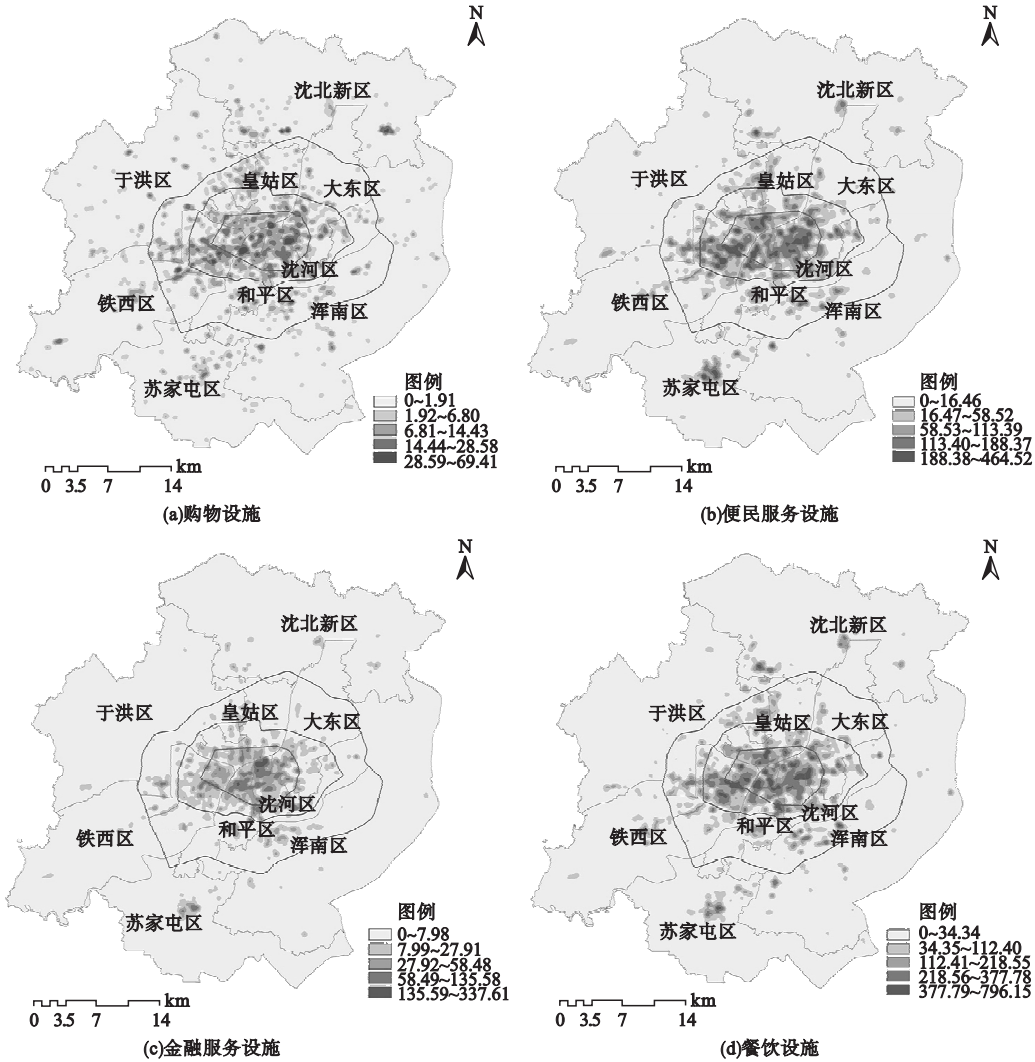 N
沈北新区
于洪区
皇姑区
大东区
沈河区
铁西区
和平区
浑南区
苏家屯区
图例
0~1.91
1.92~6.80
6.81~14.43
14.44~28.58
28.59~69.41
km
0 3.5 7 14
(a)购物设施
N
沈北新区
于洪区
皇姑区
大东区
沈河区
铁西区
和平区
浑南区
苏家屯区
图例
0~16.46
16.47~58.52
58.53~113.39
113.40~188.37
188.38~464.52
km
0 3.5 7 14
(b)便民服务设施
N
沈北新区
于洪区
皇姑区
大东区
沈河区
铁西区
和平区
浑南区
苏家屯区
图例
0~7.98
7.99~27.91
27.92~58.48
58.49~135.58
135.59~337.61
km
0 3.5 7 14
(c)金融服务设施
N
沈北新区
于洪区
皇姑区
大东区
沈河区
铁西区
和平区
浑南区
苏家屯区
图例
0~34.34
34.35~112.40
112.41~218.55
218.56~377.78
377.79~796.15
km
0 3.5 7 14
(d)餐饮设施